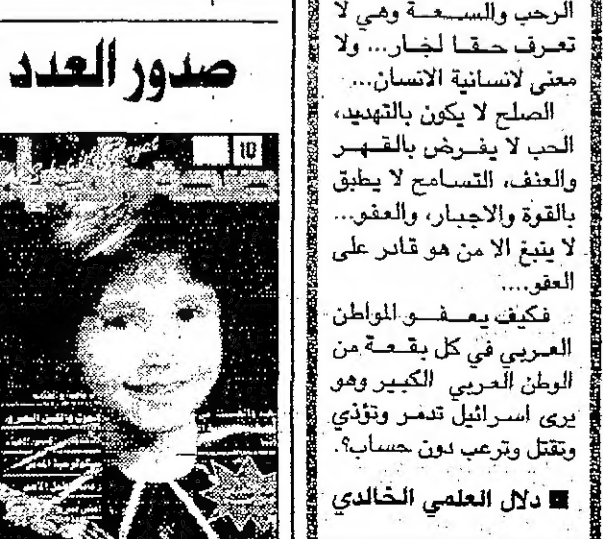 الرحب والسعة وهي لا
تعرف حقا لجار... ولا
معنى لانسانية الانسان...
الصلح لا يكون بالتهديد،
الحب لا يفرض بالقهر
والعنف، التسامح لا يطبق
بالقوة والاجبار، والعفو...
لا ينبع الا من هو قادر على
العفو....
فكيف يعفو المواطن
العربي في كل بقعة من
الوطن العربي الكبير وهو
يرى اسرائيل تدمر وتؤذي
وتقتل وترعب دون حساب؟.
■ دلال العلمي الخالدي
صدور العدد
10